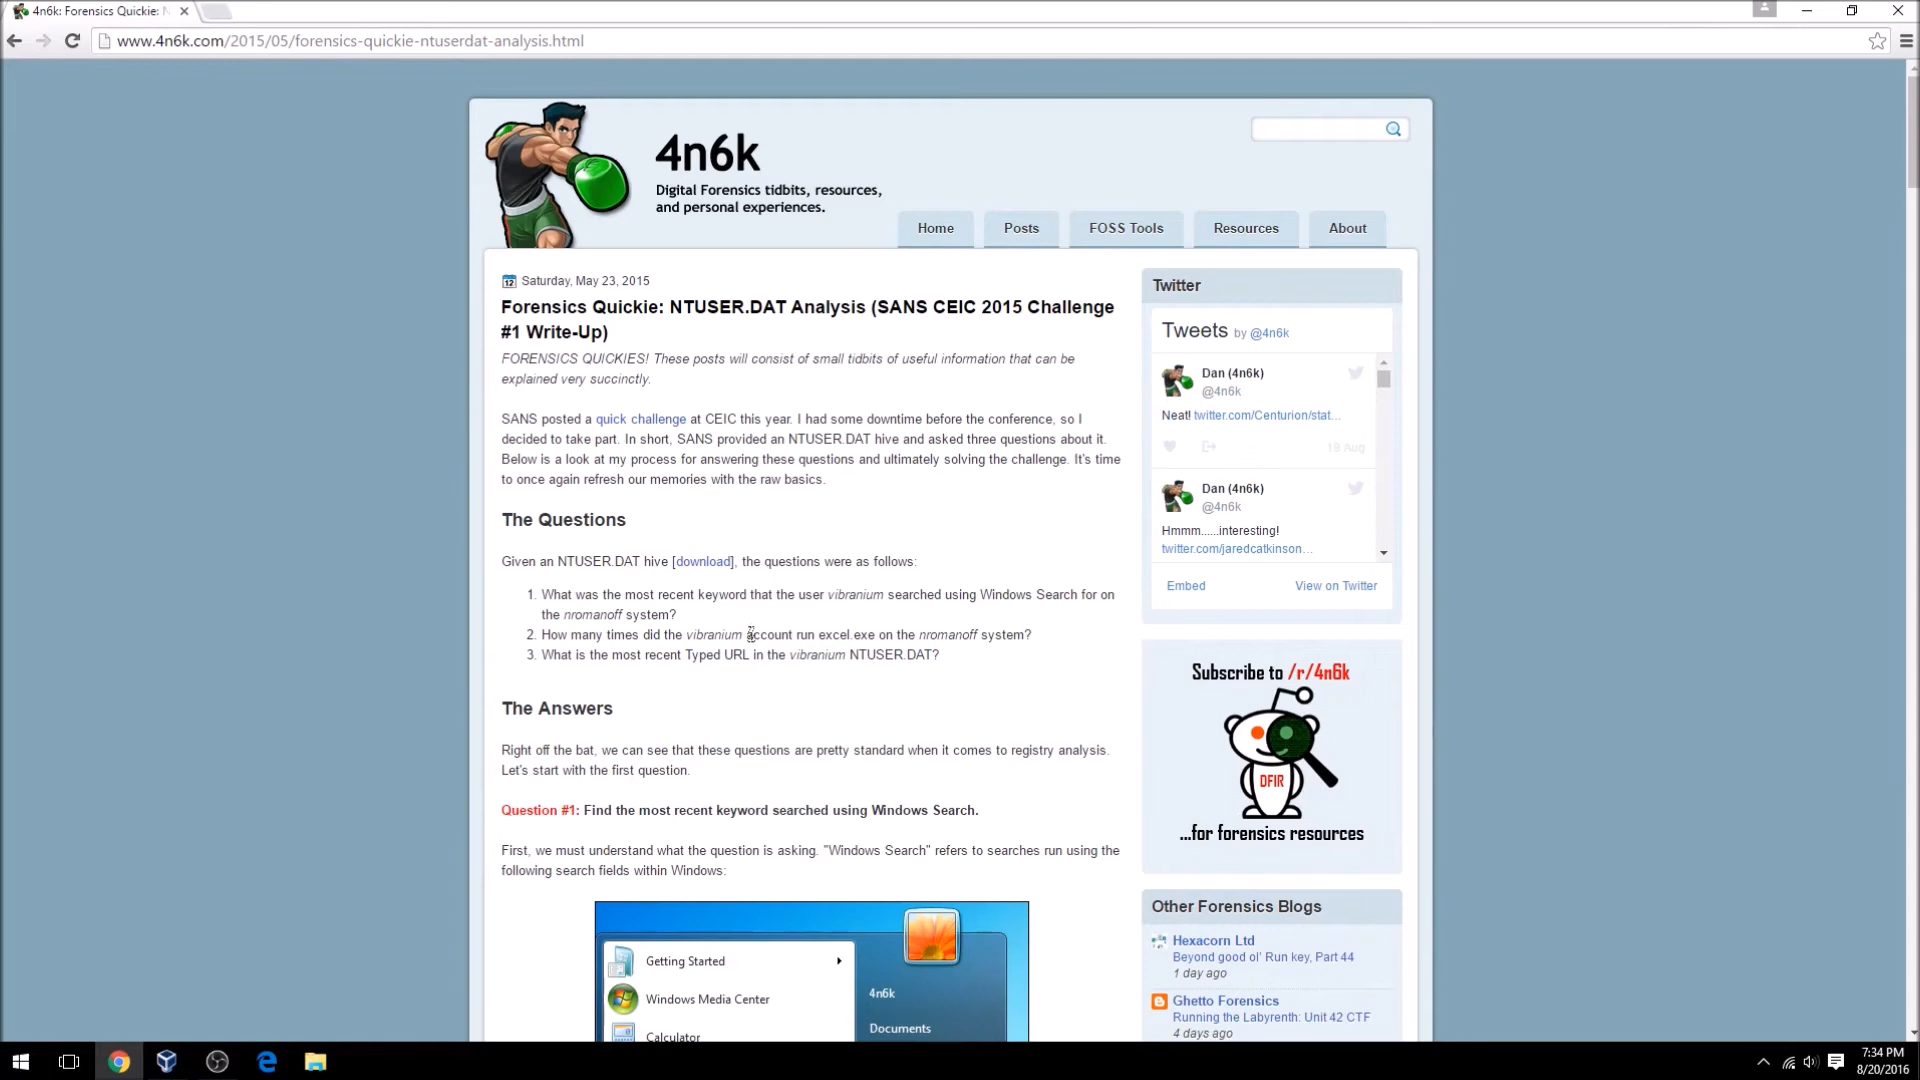 4n6k: Forensics Quickie: N
www.4n6k.com/2015/05/forensics-quickie-ntuserdat-analysis.html
4n6k
Digital Forensics tidbits, resources,
and personal experiences.
Home
Posts
FOSS Tools
Resources
About
12
Saturday, May 23, 2015
Forensics Quickie: NTUSER.DAT Analysis (SANS CEIC 2015 Challenge
#1 Write-Up)
FORENSICS QUICKIES! These posts will consist of small tidbits of useful information that can be
explained very succinctly.
SANS posted a quick challenge at CEIC this year. I had some downtime before the conference, so I
decided to take part. In short, SANS provided an NTUSER.DAT hive and asked three questions about it.
Below is a look at my process for answering these questions and ultimately solving the challenge. It's time
to once again refresh our memories with the raw basics.
The Questions
Given an NTUSER.DAT hive [download], the questions were as follows:
1. What was the most recent keyword that the user vibranium searched using Windows Search for on
the nromanoff system?
2. How many times did the vibranium account run excel.exe on the nromanoff system?
3. What is the most recent Typed URL in the vibranium NTUSER.DAT?
The Answers
Right off the bat, we can see that these questions are pretty standard when it comes to registry analysis.
Let's start with the first question.
Question #1: Find the most recent keyword searched using Windows Search.
First, we must understand what the question is asking. "Windows Search" refers to searches run using the
following search fields within Windows:
Getting Started
Windows Media Center
Calculator
4n6k
Documents
Twitter
Tweets by @4n6k
Dan (4n6k)
@4n6k
Neat! twitter.com/Centurion/stat…
19 Aug
Dan (4n6k)
@4n6k
Hmmm......interesting!
twitter.com/jaredcatkinson…
Embed
View on Twitter
Subscribe to /r/4n6k
DFIR
...for forensics resources
Other Forensics Blogs
Hexacorn Ltd
Beyond good ol' Run key, Part 44
1 day ago
Ghetto Forensics
Running the Labyrenth: Unit 42 CTF
4 days ago
7:34 PM
8/20/2016